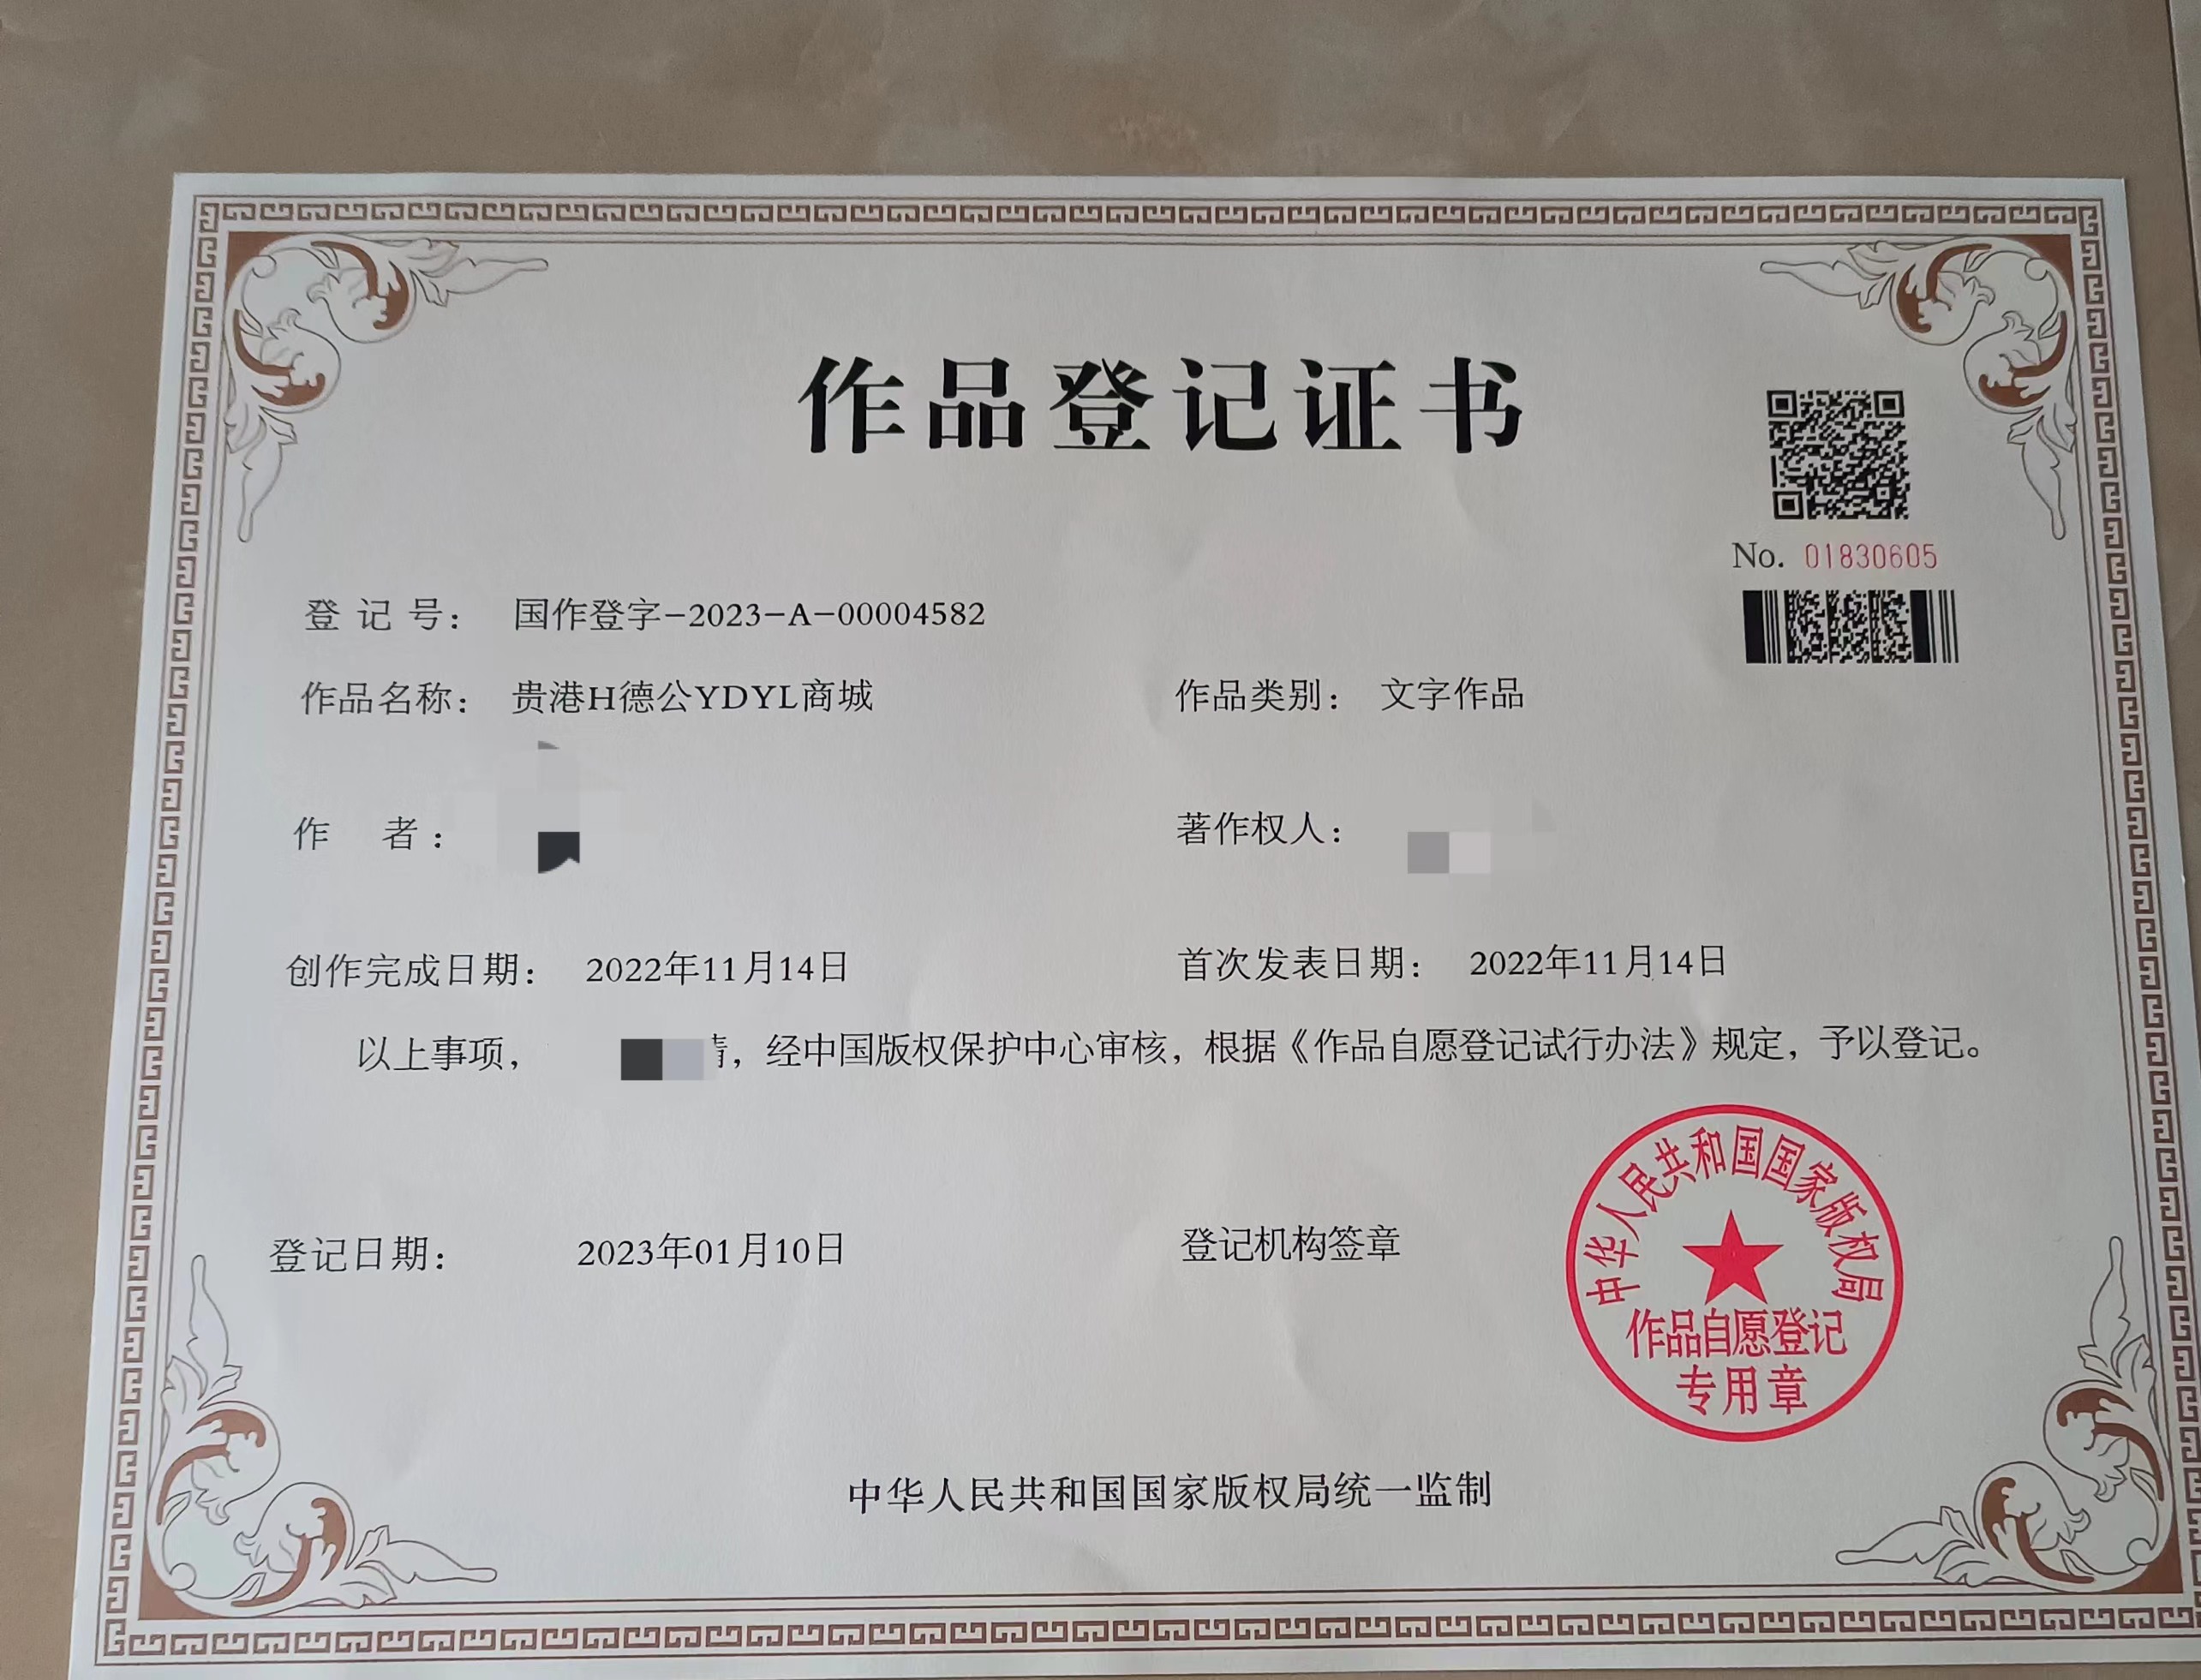 作品登记证书
No. 01830605
登 记 号： 国作登字-2023-A-00004582
作品名称： 贵港H德公YDYL商城 作品类别： 文字作品
作 者： 著作权人：
创作完成日期： 2022年11月14日 首次发表日期： 2022年11月14日
以上事项， ，经中国版权保护中心审核，根据《作品自愿登记试行办法》规定，予以登记。
登记日期： 2023年01月10日 登记机构签章
中华人民共和国国家版权局
作品自愿登记
专用章
中华人民共和国国家版权局统一监制